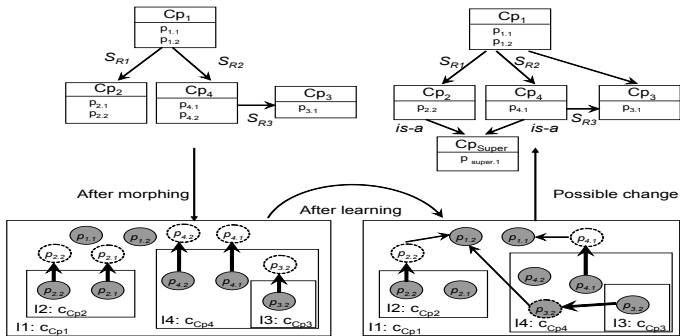 Cp1
p1.1
p1.2
SR1
SR2
Cp2
p2.1
p2.2
Cp4
p4.1
p4.2
SR3
Cp3
p3.1
Cp1
p1.1
p1.2
SR1
SR2
Cp2
p2.2
Cp4
p4.1
SR3
Cp3
p3.1
is-a
is-a
CpSuper
p super.1
After morphing
After learning
Possible change
p1.1
p1.2
p4.2
p4.1
p2.2
p2.1
p3.2
p2.2
p2.1
p4.2
p4.1
p3.2
I2: cCp2
I4: cCp4
I3: cCp3
I1: cCp1
p1.2
p1.1
p4.1
p2.2
p4.2
p4.1
p2.2
p2.1
p3.2
p3.2
I2: cCp2
I4: cCp4
I3: cCp3
I1: cCp1